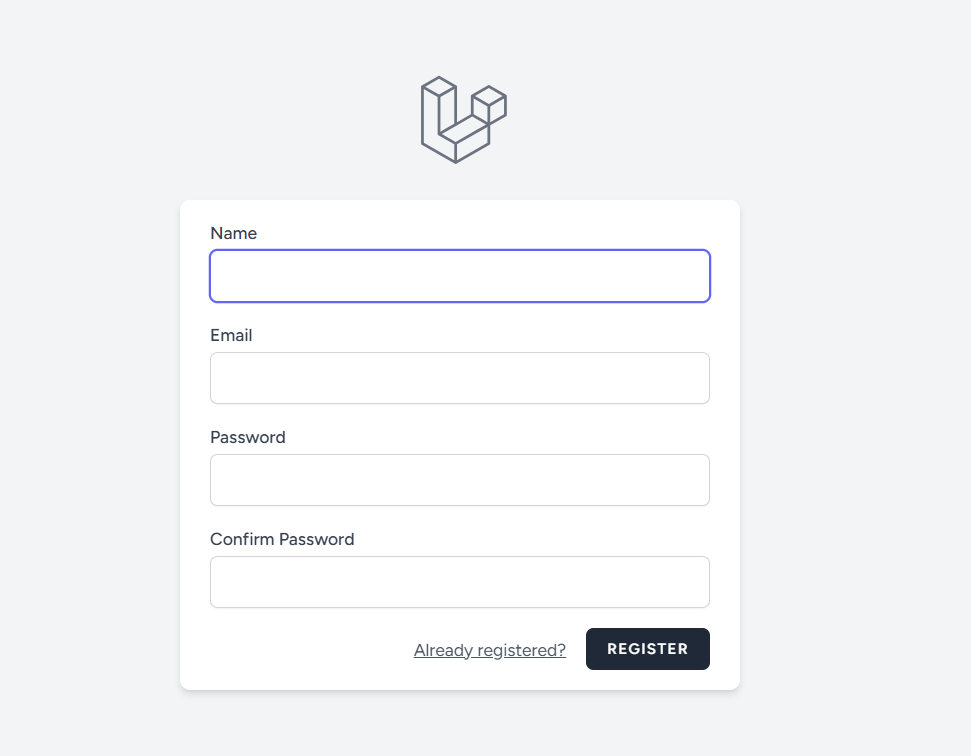 Name
Email
Password
Confirm Password
Already registered? REGISTER